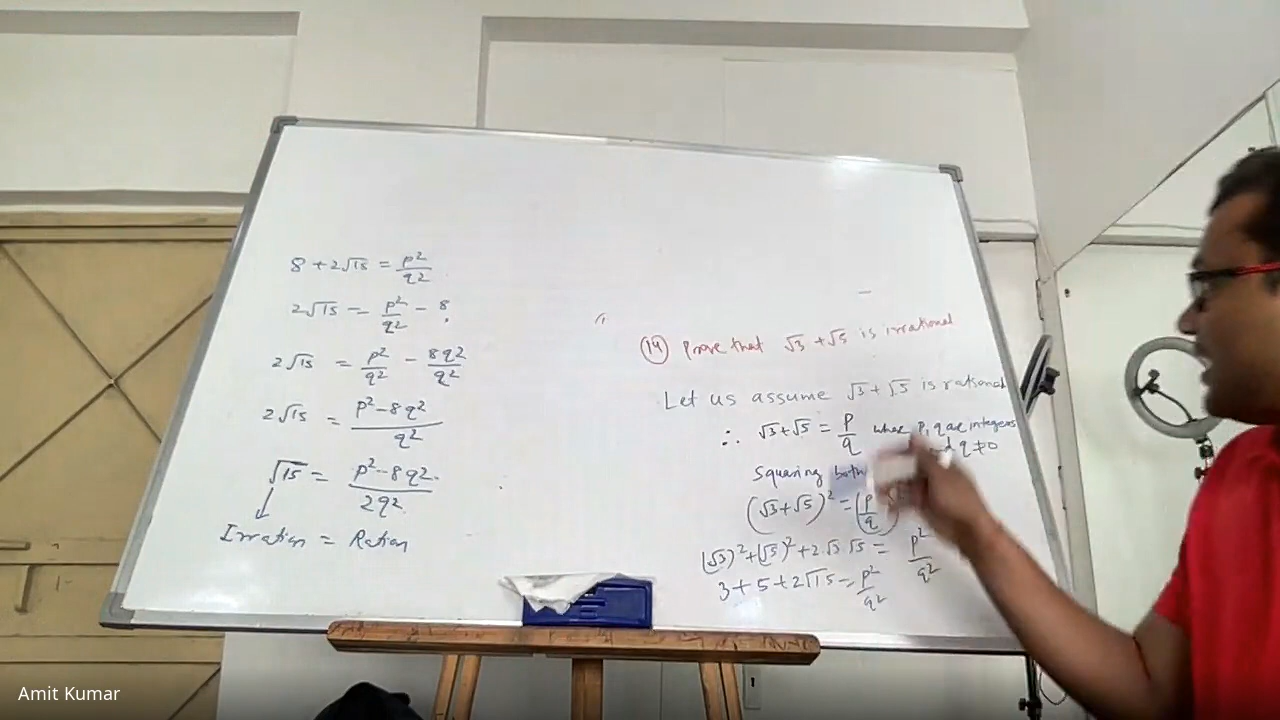 8 + 2√15 = p²/q²
2√15 = p²/q² - 8
2√15 = p²/q² - 8q²/q²
2√15 = p²-8q²/q²
√15 = p²-8q²/2q²
Irration = Ration
(19) Prove that √3 + √5 is irrational
Let us assume √3 + √5 is rational
∴ √3+√5 = p/q where p, q are integers
and q ≠ 0
Squaring both
(√3+√5)² = (p/q)
(√3)²+(√5)²+2.√3.√5 = p²/q²
3+5+2√15 = p²/q²
Amit Kumar